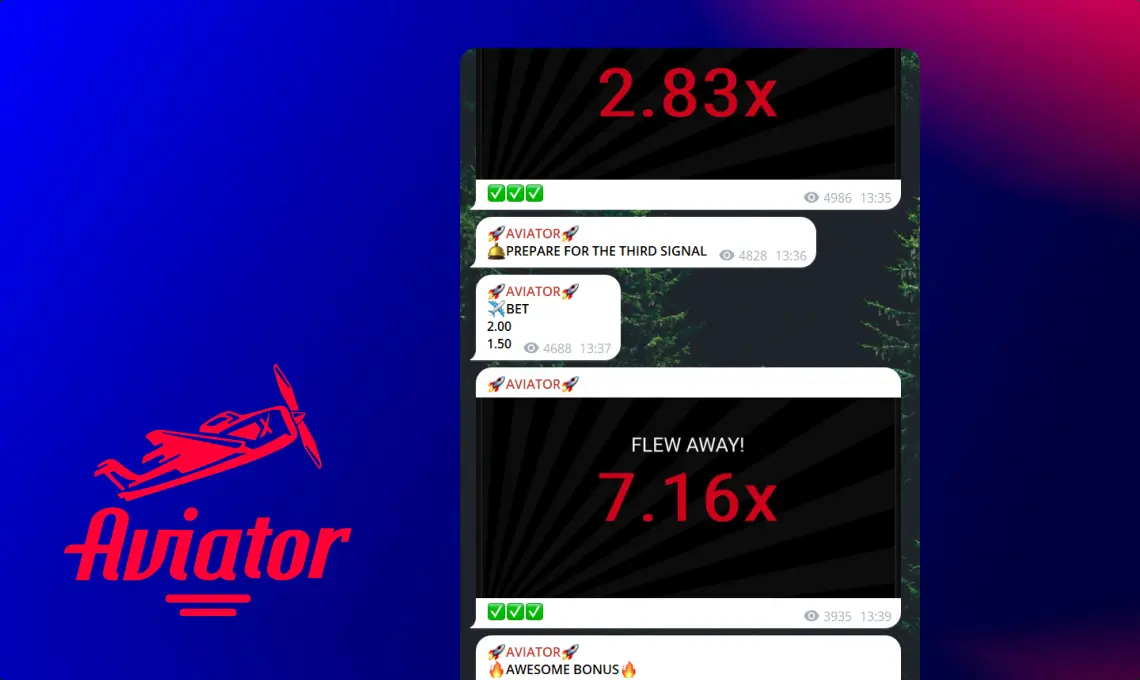 2.83x
✅✅✅ 4986 13:35
🚀AVIATOR🚀
🛎PREPARE FOR THE THIRD SIGNAL 4828 13:36
🚀AVIATOR🚀
✈️BET
2.00
1.50 4688 13:37
🚀AVIATOR🚀
FLEW AWAY!
7.16x
✅✅✅ 3935 13:39
🚀AVIATOR🚀
🔥AWESOME BONUS🔥
Aviator